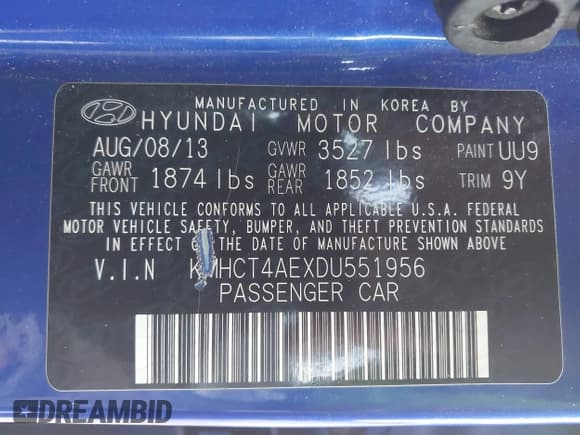 MANUFACTURED IN KOREA BY
HYUNDAI MOTOR COMPANY
AUG/08/13 GVWR 3527 lbs PAINT UU9
GAWR FRONT 1874 lbs GAWR REAR 1852 lbs TRIM 9Y
THIS VEHICLE CONFORMS TO ALL APPLICABLE U.S.A. FEDERAL
MOTOR VEHICLE SAFETY, BUMPER, AND THEFT PREVENTION STANDARDS
IN EFFECT ON THE DATE OF MANUFACTURE SHOWN ABOVE.
V.I.N KMHCT4AEXDU551956
PASSENGER CAR
DREAMBID